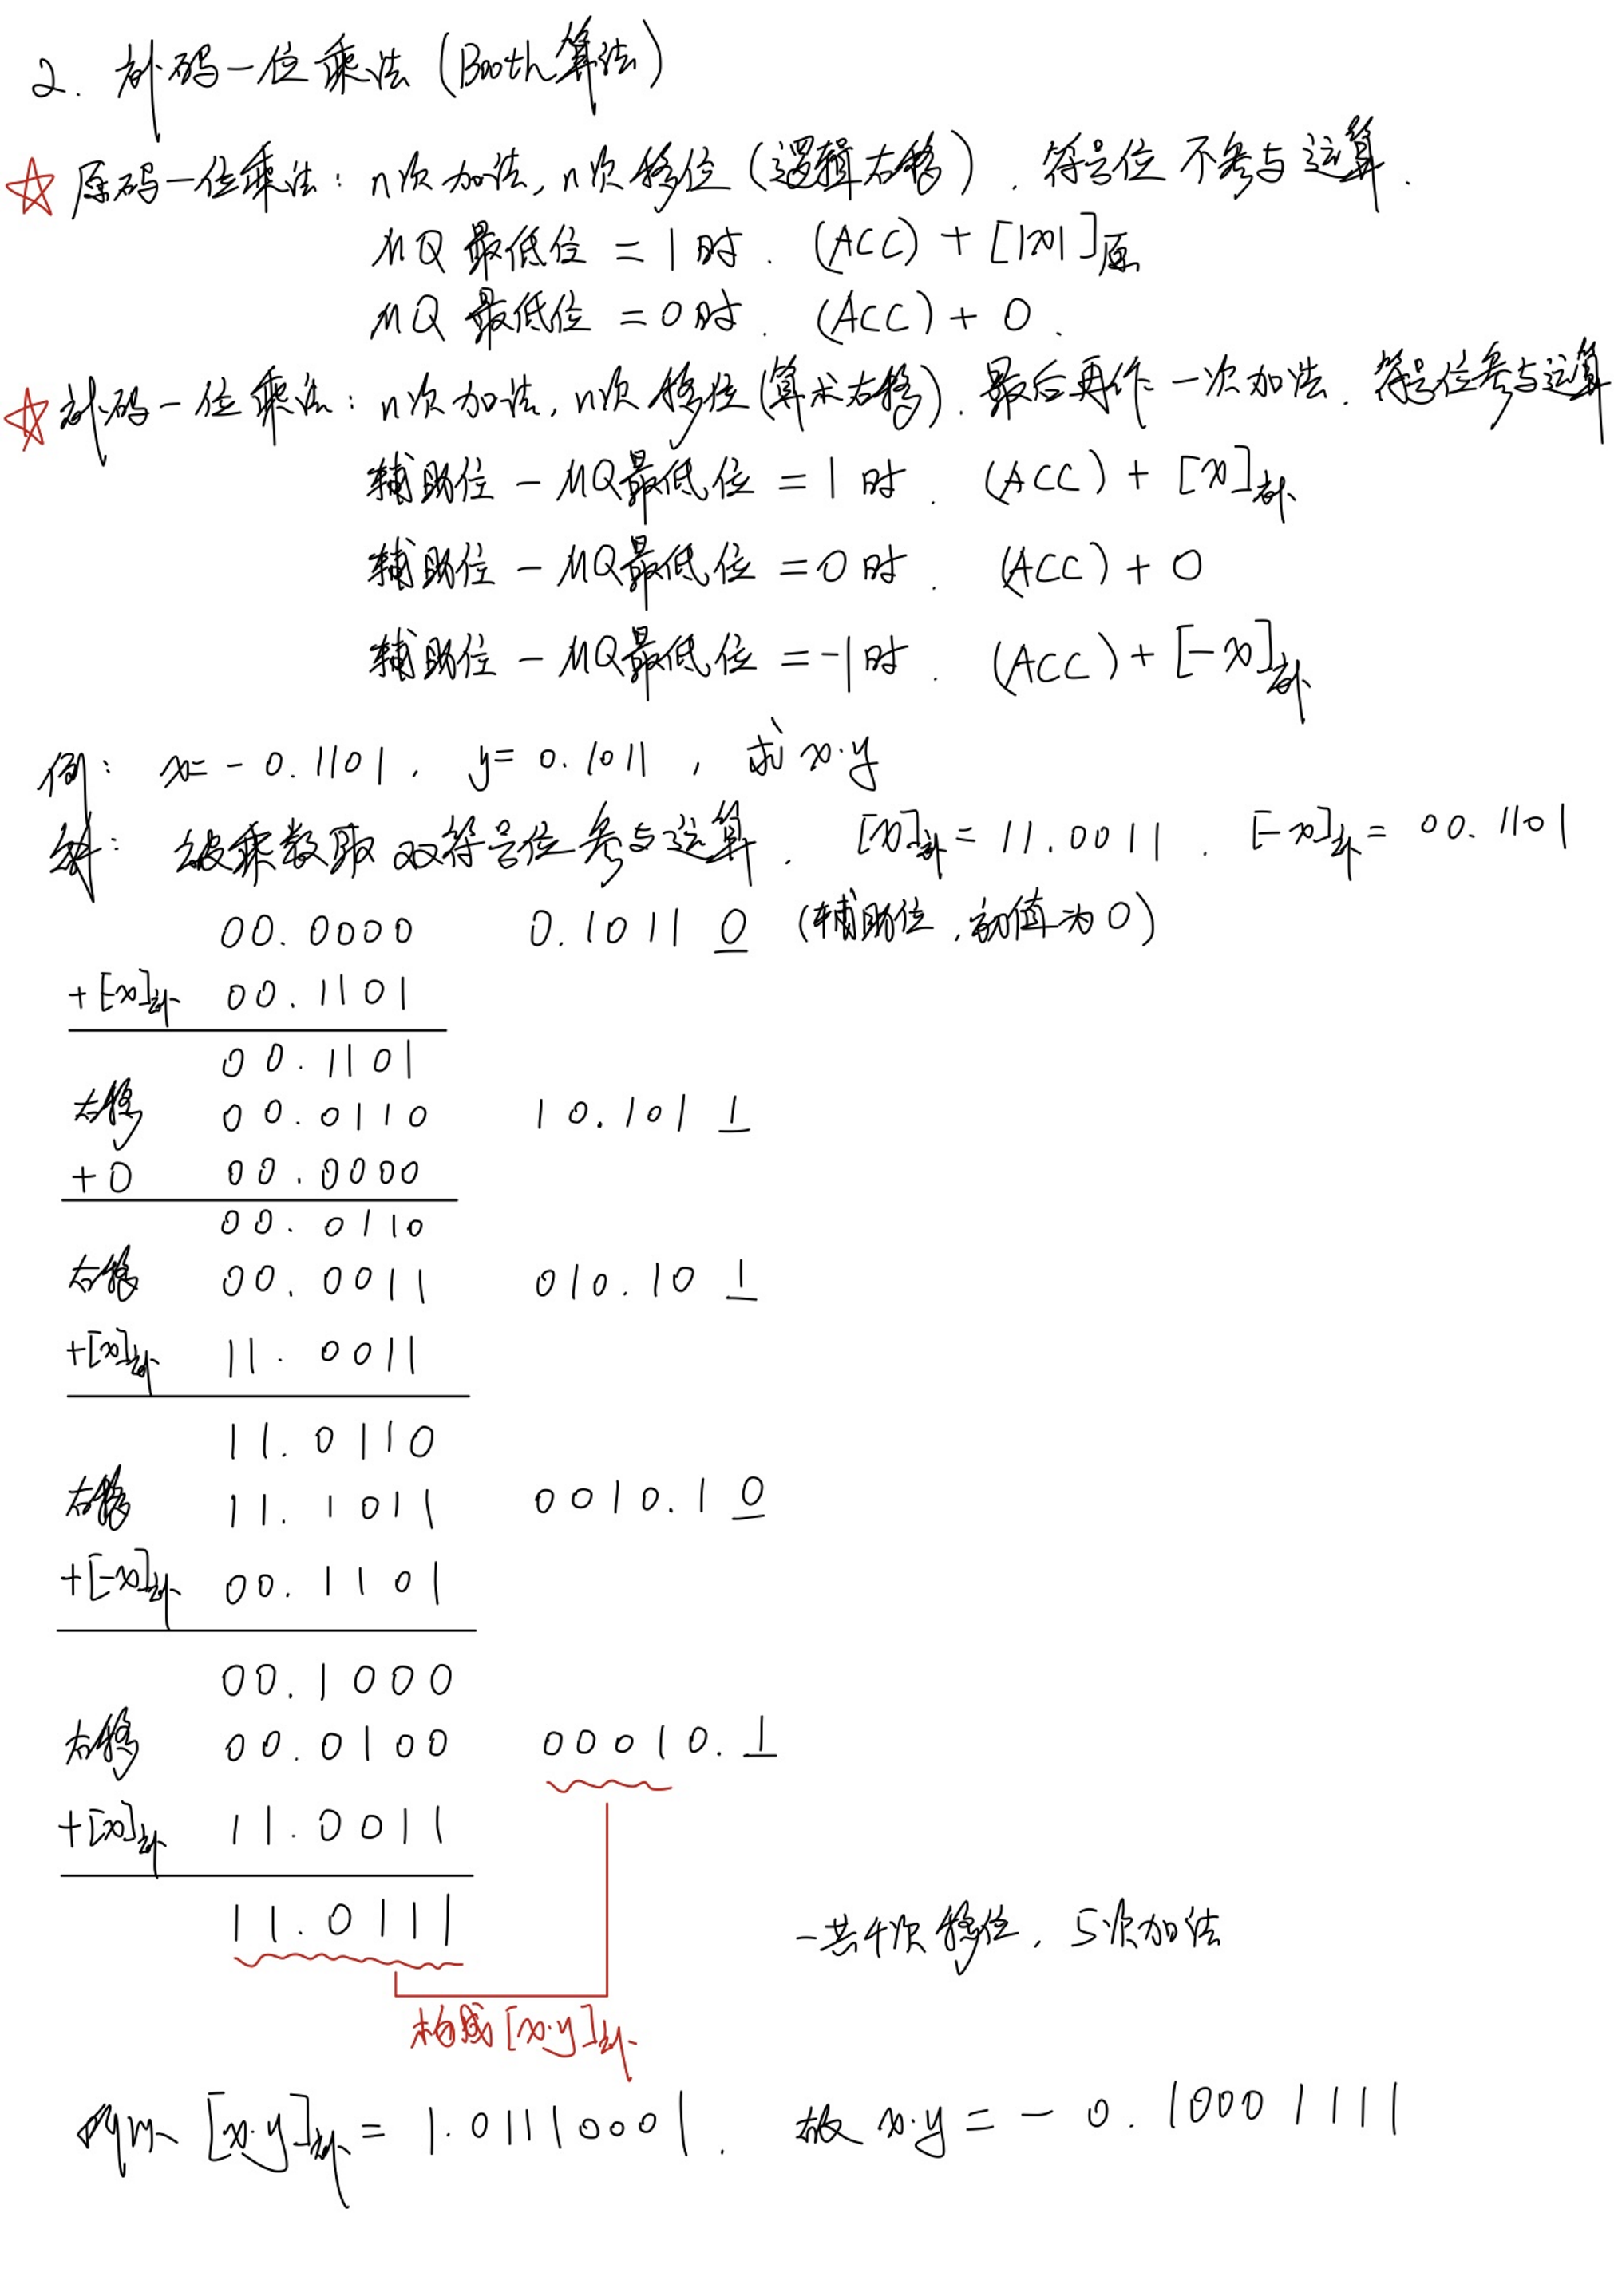 2. 补码一位乘法 (Booth算法)
☆ 原码一位乘法: n次加法, n次移位 (逻辑右移). 符号位不参与运算.
MQ最低位 = 1时. (ACC) + [|x|]原
MQ最低位 = 0时. (ACC) + 0.
☆ 补码一位乘法: n次加法, n次移位 (算术右移). 最后再作一次加法. 符号位参与运算
辅助位 - MQ最低位 = 1时. (ACC) + [x]补
辅助位 - MQ最低位 = 0时. (ACC) + 0
辅助位 - MQ最低位 = -1时. (ACC) + [-x]补
例: x = -0.1101, y = 0.1011, 求x·y
解: 被乘数取双符号位参与运算. [x]补 = 11.0011. [-x]补 = 00.1101
00.0000 0.1011 0 (辅助位, 初值为0)
+[-x]补 00.1101
00.1101
右移 00.0110 10.101 1
+0 00.0000
00.0110
右移 00.0011 010.10 1
+[x]补 11.0011
11.0110
右移 11.1011 0010.1 0
+[-x]补 00.1101
00.1000
右移 00.0100 00010. 1
+[x]补 11.0011
11.0111
一共4次移位, 5次加法
构成[x·y]补
所以 [x·y]补 = 1.01110001. 故 x·y = -0.10001111